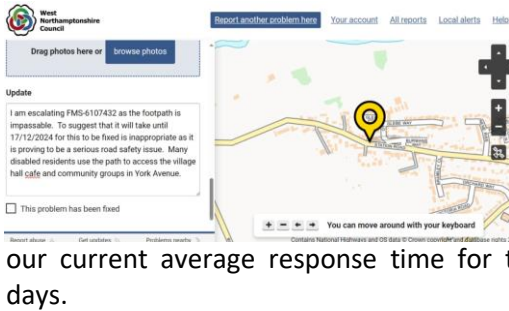 West
Northamptonshire
Council
Report another problem here Your account All reports Local alerts Help
Drag photos here or browse photos
Update
I am escalating FMS-6107432 as the footpath is
impassable. To suggest that it will take until
17/12/2024 for this to be fixed is inappropriate as it
is proving to be a serious road safety issue. Many
disabled residents use the path to access the village
hall cafe and community groups in York Avenue.
This problem has been fixed
You can move around with your keyboard
Report abuse Get updates Problems nearby
Contains National Highways and OS data © Crown copyright and database rights
our current average response time for
days.